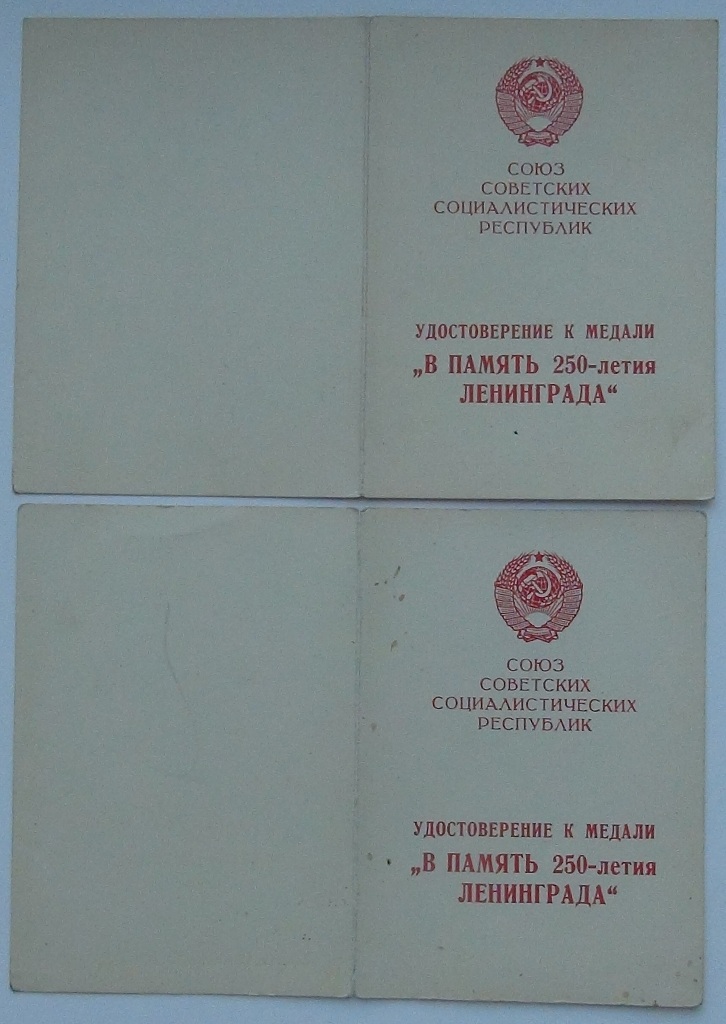 СОЮЗ
СОВЕТСКИХ
СОЦИАЛИСТИЧЕСКИХ
РЕСПУБЛИК
УДОСТОВЕРЕНИЕ К МЕДАЛИ
„В ПАМЯТЬ 250-летия
ЛЕНИНГРАДА“
СОЮЗ
СОВЕТСКИХ
СОЦИАЛИСТИЧЕСКИХ
РЕСПУБЛИК
УДОСТОВЕРЕНИЕ К МЕДАЛИ
„В ПАМЯТЬ 250-летия
ЛЕНИНГРАДА“